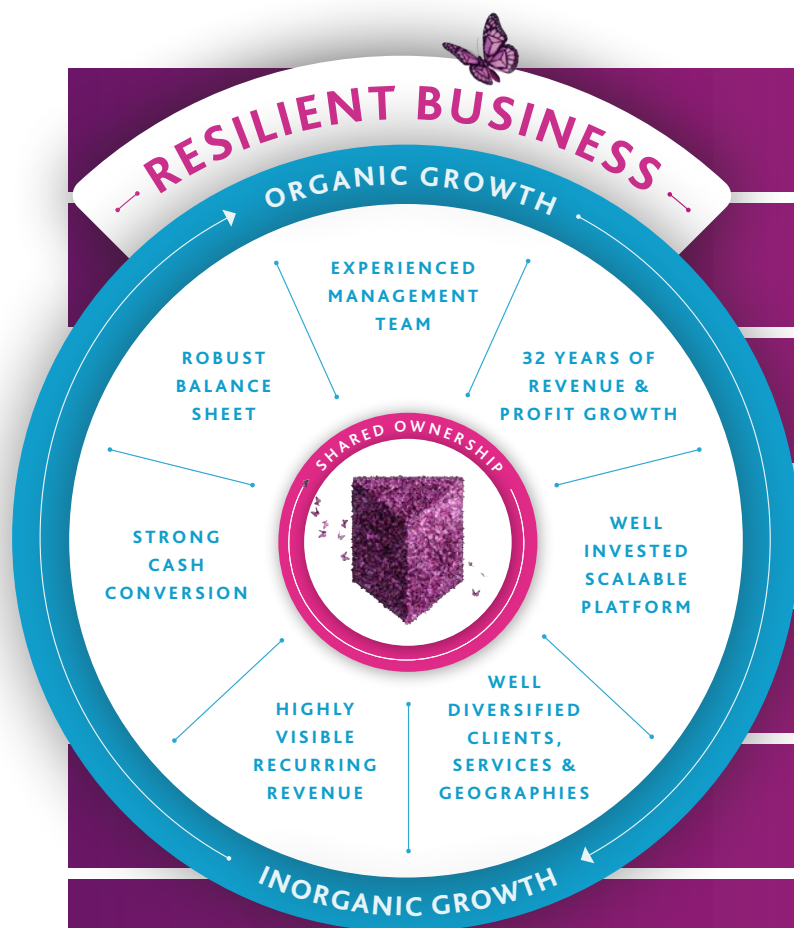 RESILIENT BUSINESS
ORGANIC GROWTH
EXPERIENCED
MANAGEMENT
TEAM
32 YEARS OF
REVENUE &
PROFIT GROWTH
WELL
INVESTED
SCALABLE
PLATFORM
WELL
DIVERSIFIED
CLIENTS,
SERVICES &
GEOGRAPHIES
HIGHLY
VISIBLE
RECURRING
REVENUE
STRONG
CASH
CONVERSION
ROBUST
BALANCE
SHEET
SHARED OWNERSHIP
INORGANIC GROWTH